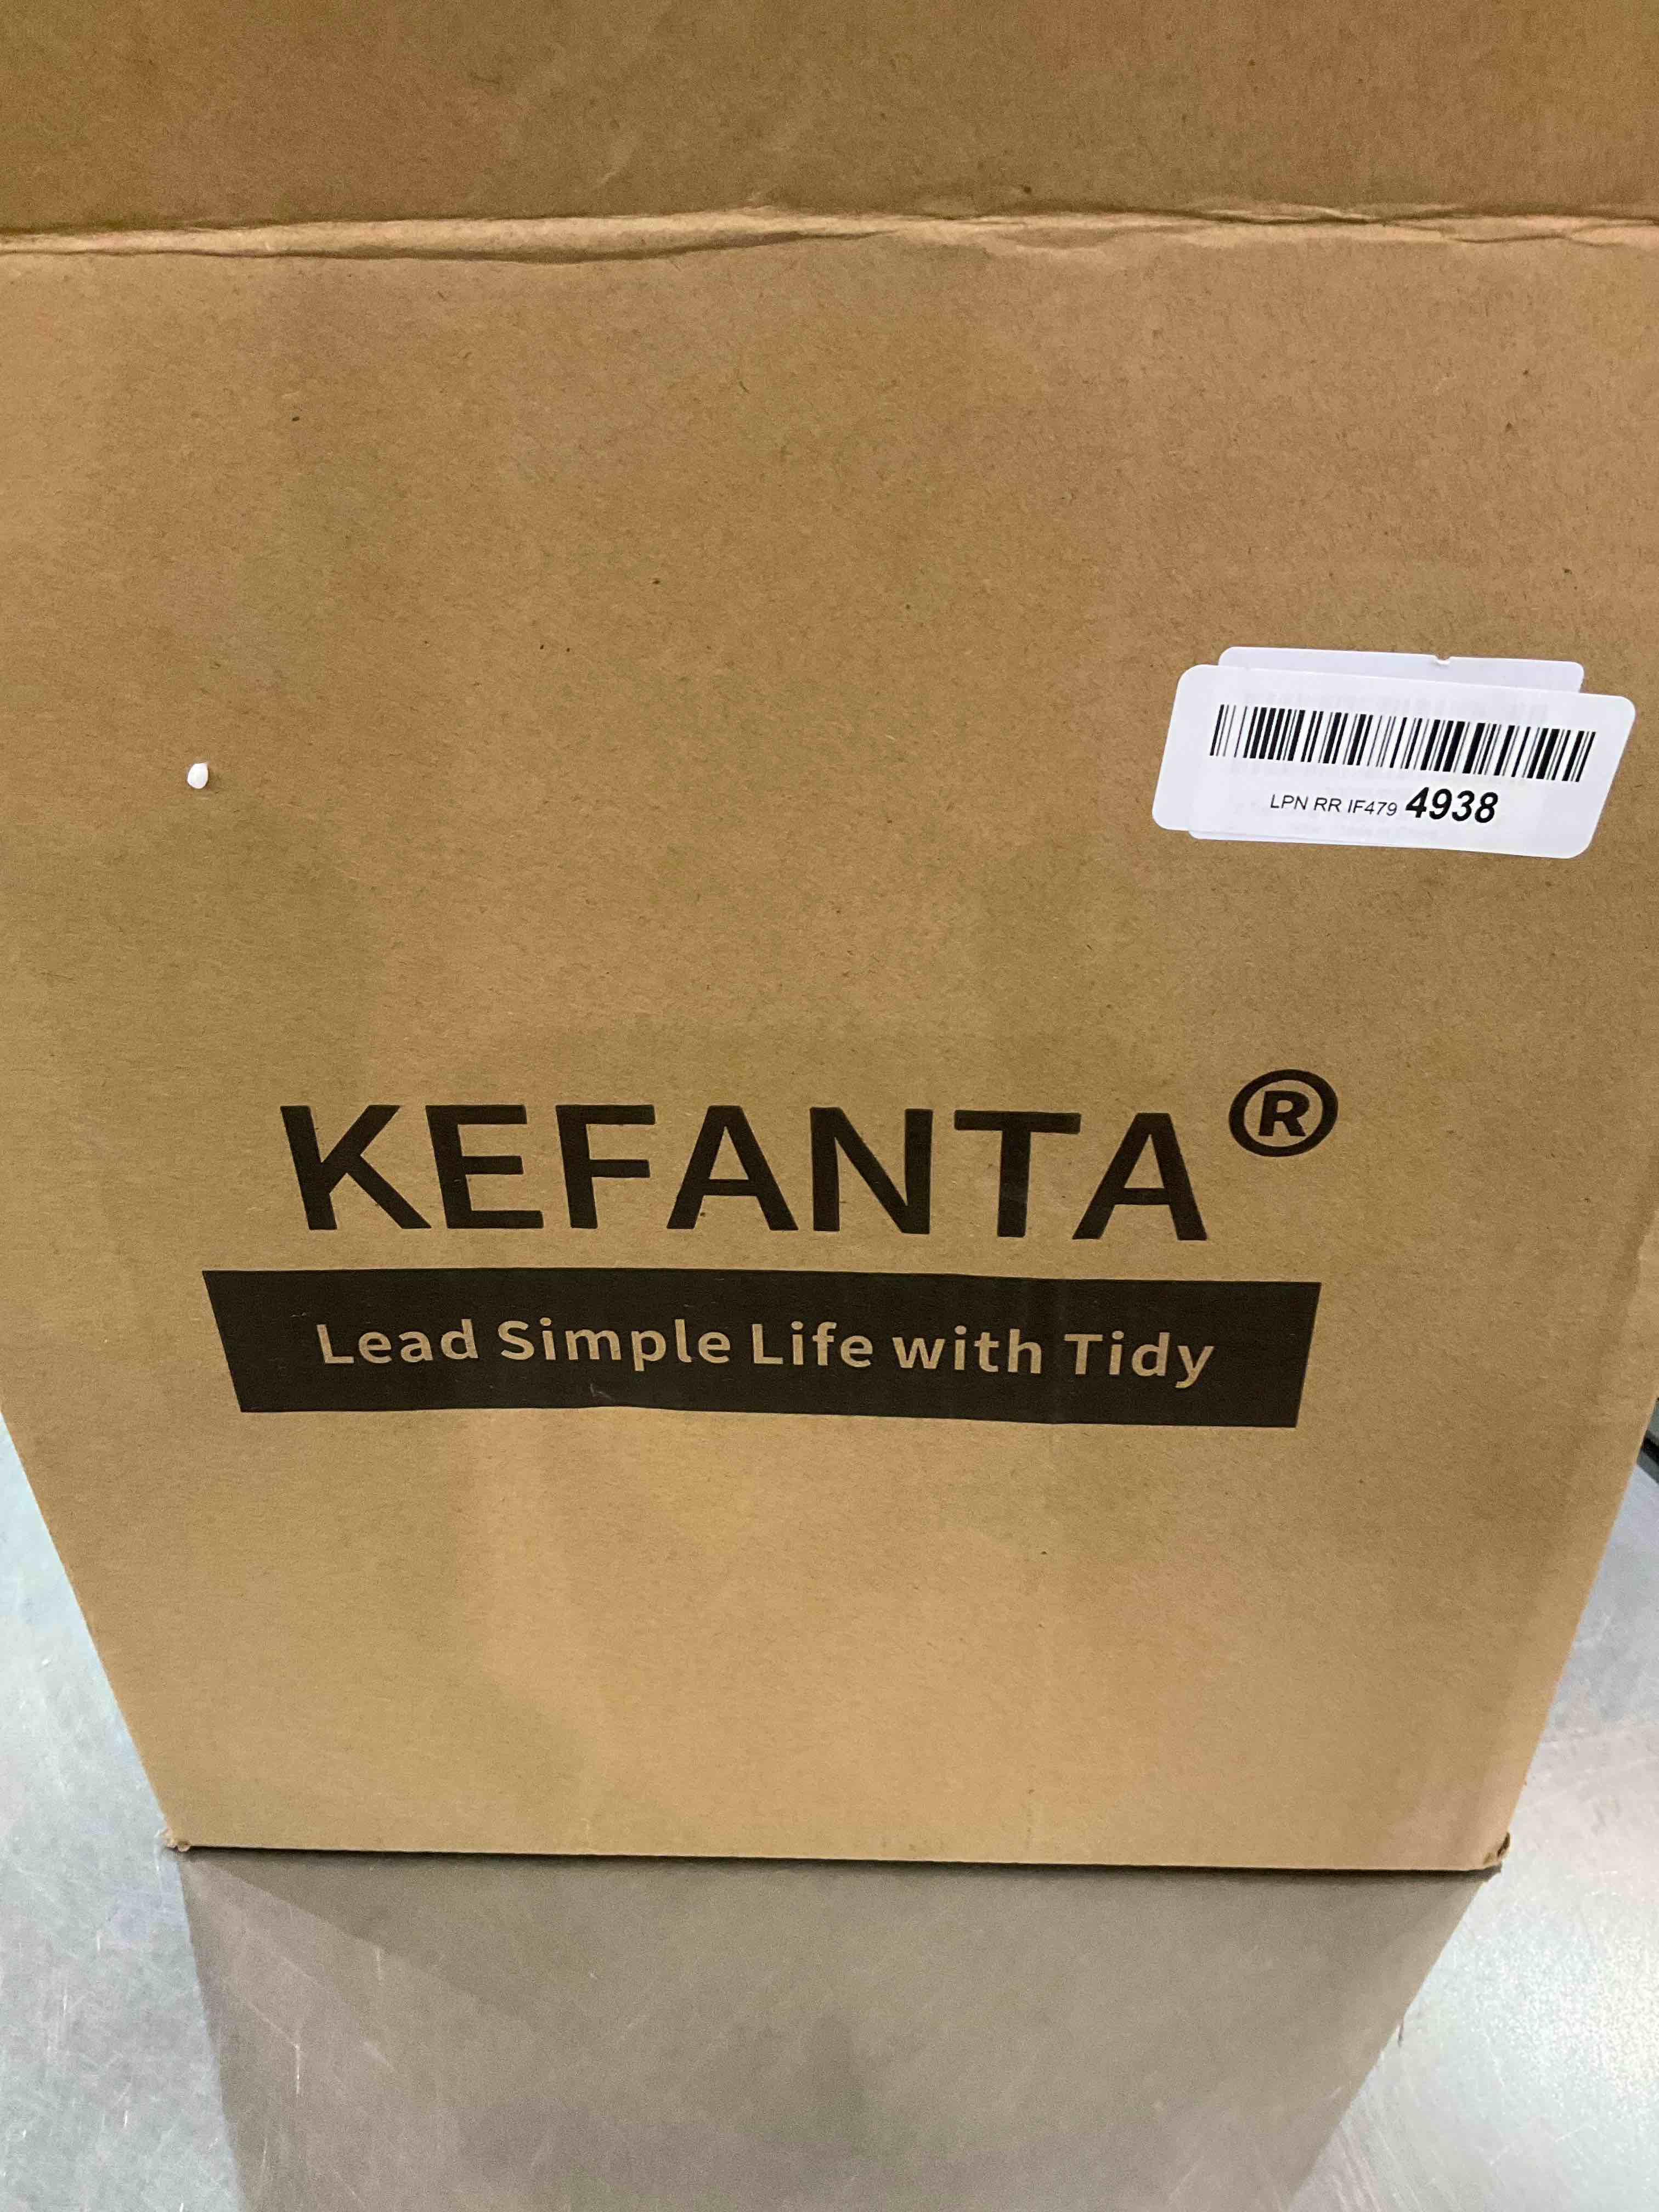 LPN RR IF479 4938
KEFANTA®
Lead Simple Life with Tidy